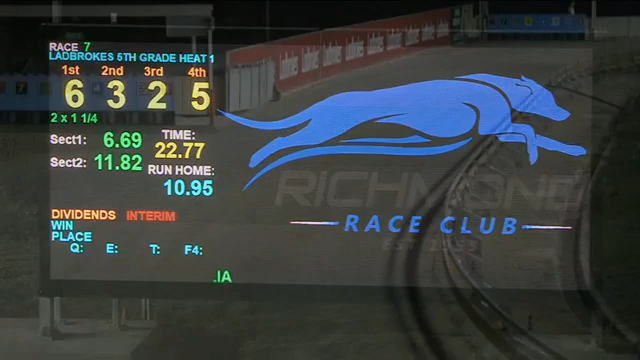 RACE 7
LADBROKES 5TH GRADE HEAT 1
1st 2nd 3rd 4th
6 3 2 5
2 x 1 1/4
Sect1: 6.69
Sect2: 11.82
TIME:
22.77
RUN HOME:
10.95
DIVIDENDS INTERIM
WIN
PLACE
Q: E: T: F4:
.IA
RICHMOND
RACE CLUB
Ladbrokes